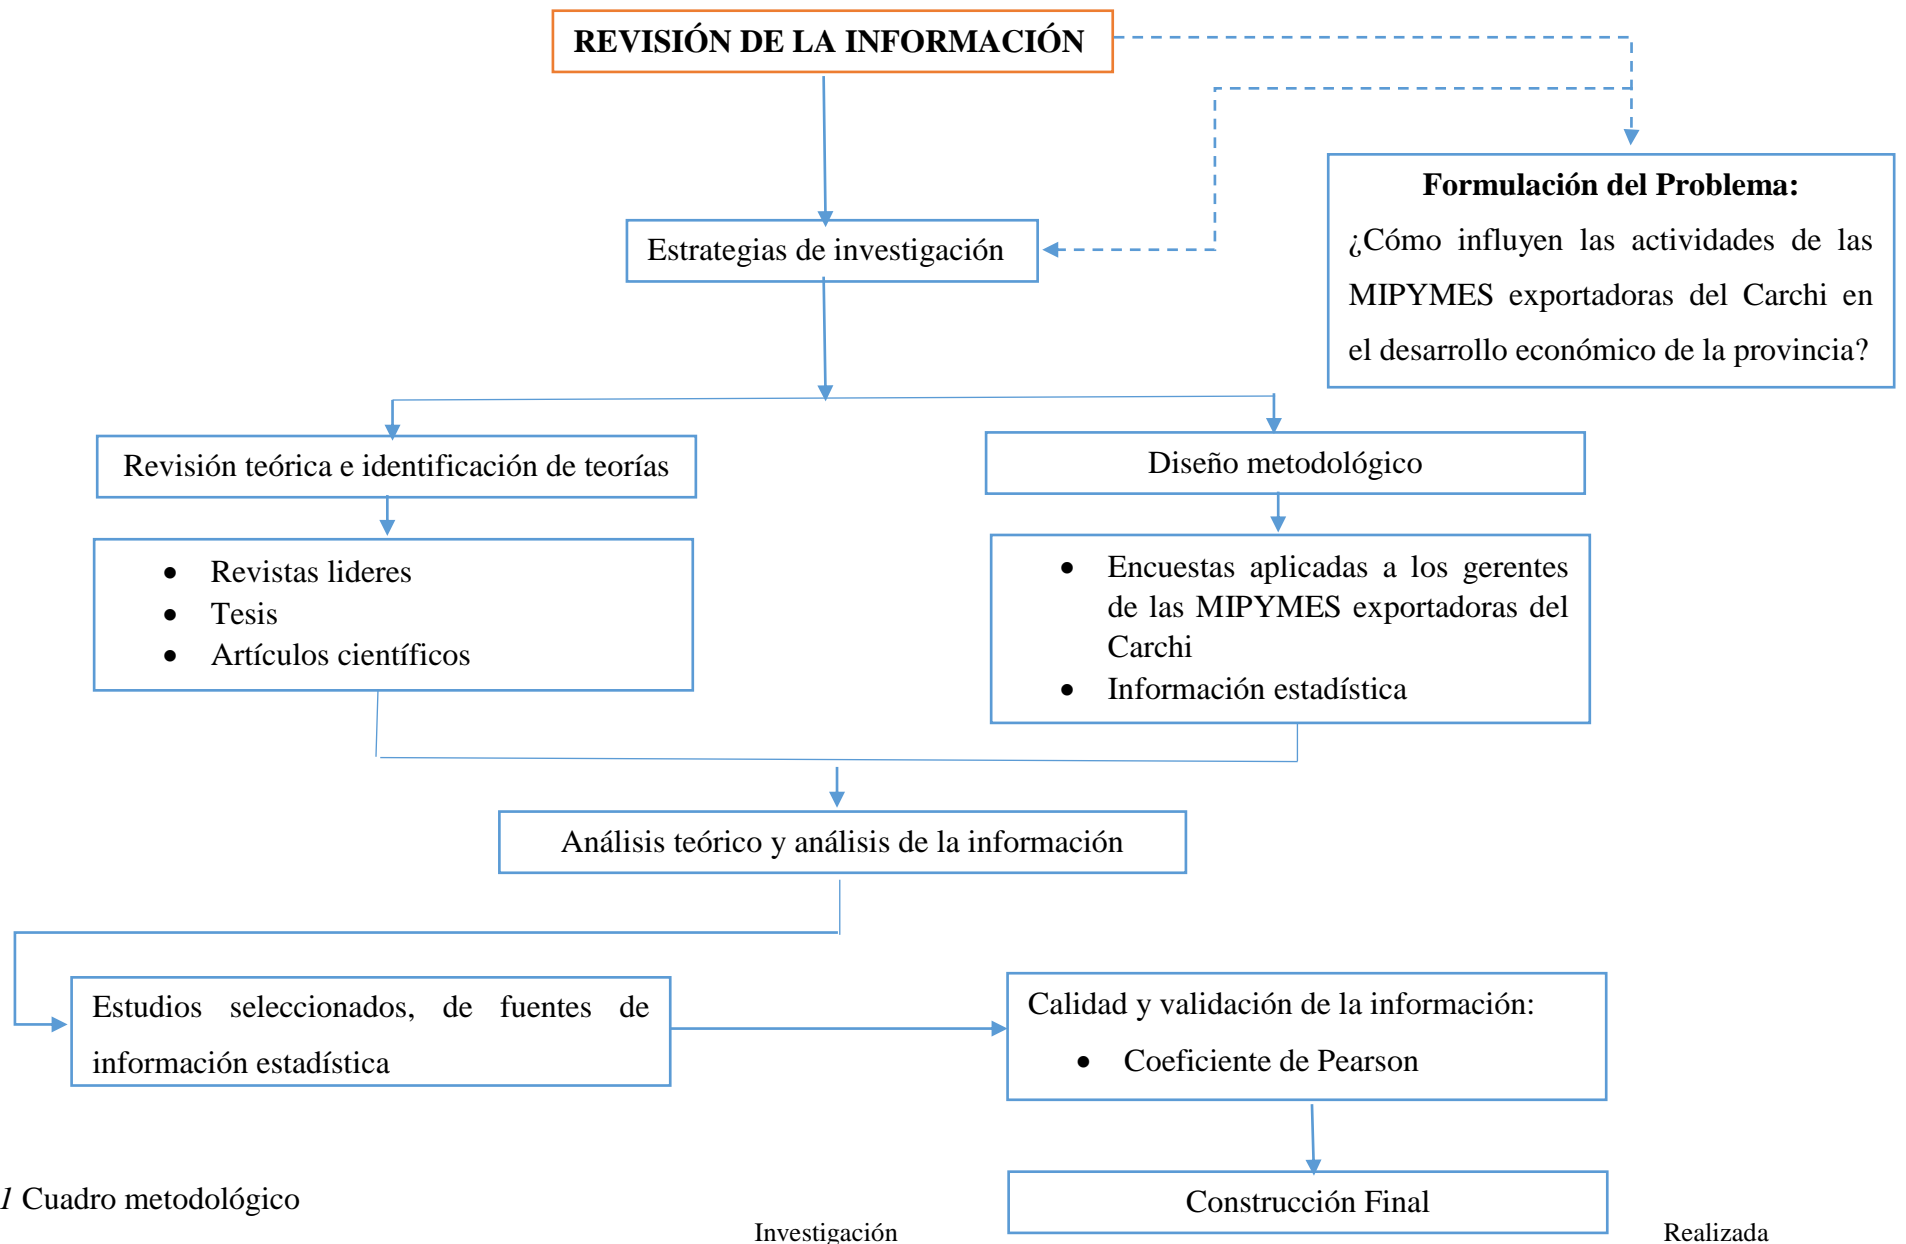 REVISIÓN DE LA INFORMACIÓN
Formulación del Problema:
¿Cómo influyen las actividades de las
MIPYMES exportadoras del Carchi en
el desarrollo económico de la provincia?
Estrategias de investigación
Revisión teórica e identificación de teorías
Diseño metodológico
• Revistas lideres
• Tesis
• Artículos científicos
• Encuestas aplicadas a los gerentes
de las MIPYMES exportadoras del
Carchi
• Información estadística
Análisis teórico y análisis de la información
Estudios seleccionados, de fuentes de
información estadística
Calidad y validación de la información:
• Coeficiente de Pearson
Construcción Final
1 Cuadro metodológico
Investigación Realizada